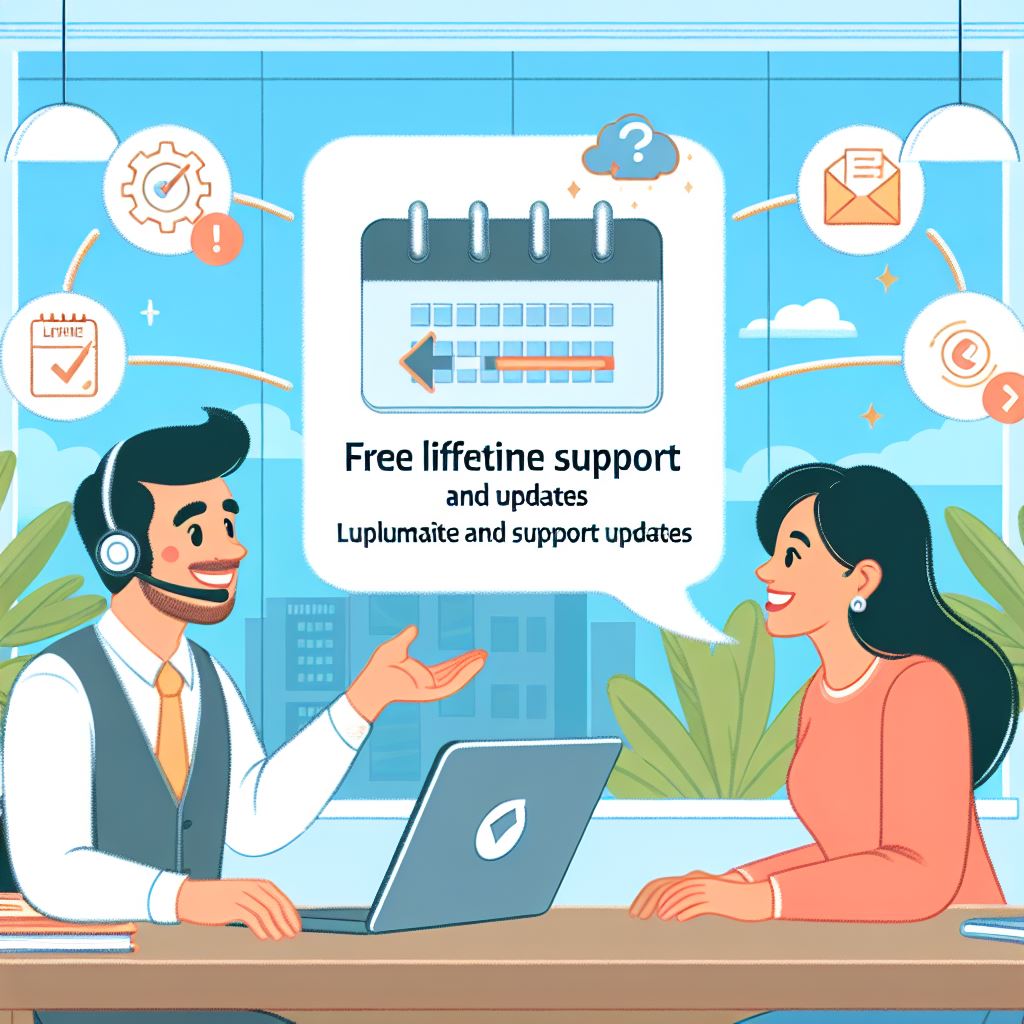 Free liffetine support
and updates
Luplumaite and support updates